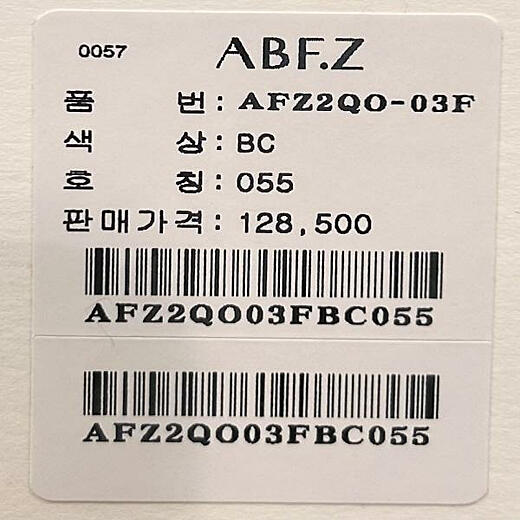 0057 ABF.Z
품 번 : AFZ2QO-03F
색 상 : BC
호 칭 : 055
판매가격 : 128,500
AFZ2QO03FBC055
AFZ2QO03FBC055